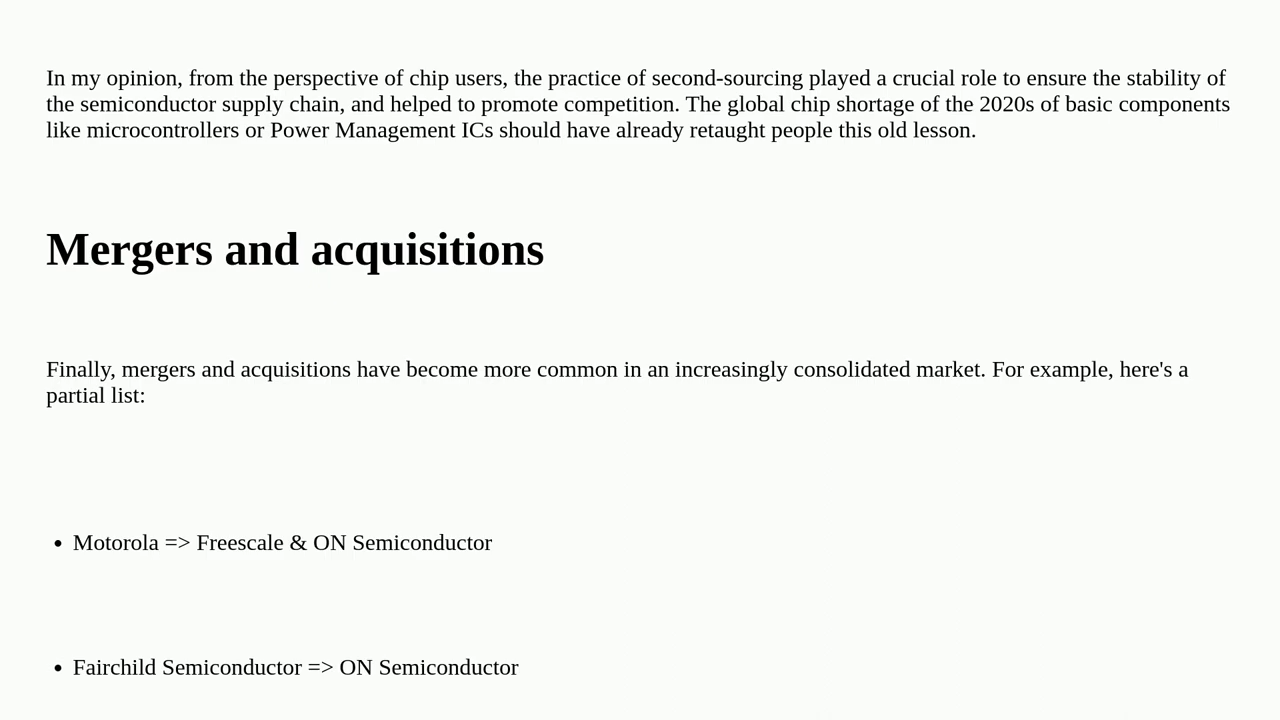 In my opinion, from the perspective of chip users, the practice of second-sourcing played a crucial role to ensure the stability of
the semiconductor supply chain, and helped to promote competition. The global chip shortage of the 2020s of basic components
like microcontrollers or Power Management ICs should have already retaught people this old lesson.
Mergers and acquisitions
Finally, mergers and acquisitions have become more common in an increasingly consolidated market. For example, here's a
partial list:
• Motorola => Freescale & ON Semiconductor
• Fairchild Semiconductor => ON Semiconductor